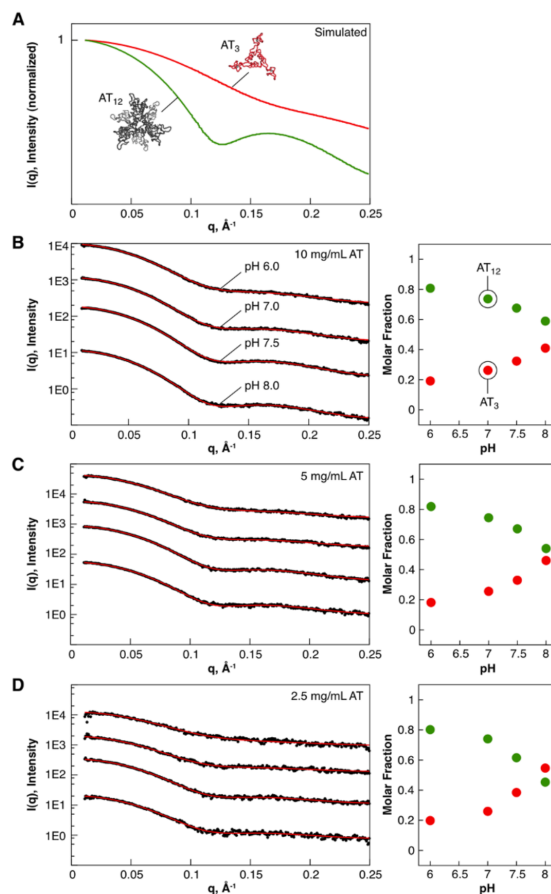 A
Simulated
I(q), Intensity (normalized)
1
AT3
AT12
0 0.05 0.1 0.15 0.2 0.25
q, Å-1
B
10 mg/mL AT
I(q), Intensity
1E4
1E3
1E2
1E1
1E0
pH 6.0
pH 7.0
pH 7.5
pH 8.0
0 0.05 0.1 0.15 0.2 0.25
q, Å-1
Molar Fraction
1
0.8
0.6
0.4
0.2
0
AT12
AT3
6 6.5 7 7.5 8
pH
C
5 mg/mL AT
I(q), Intensity
1E4
1E3
1E2
1E1
1E0
0 0.05 0.1 0.15 0.2 0.25
q, Å-1
Molar Fraction
1
0.8
0.6
0.4
0.2
0
6 6.5 7 7.5 8
pH
D
2.5 mg/mL AT
I(q), Intensity
1E4
1E3
1E2
1E1
1E0
0 0.05 0.1 0.15 0.2 0.25
q, Å-1
Molar Fraction
1
0.8
0.6
0.4
0.2
0
6 6.5 7 7.5 8
pH